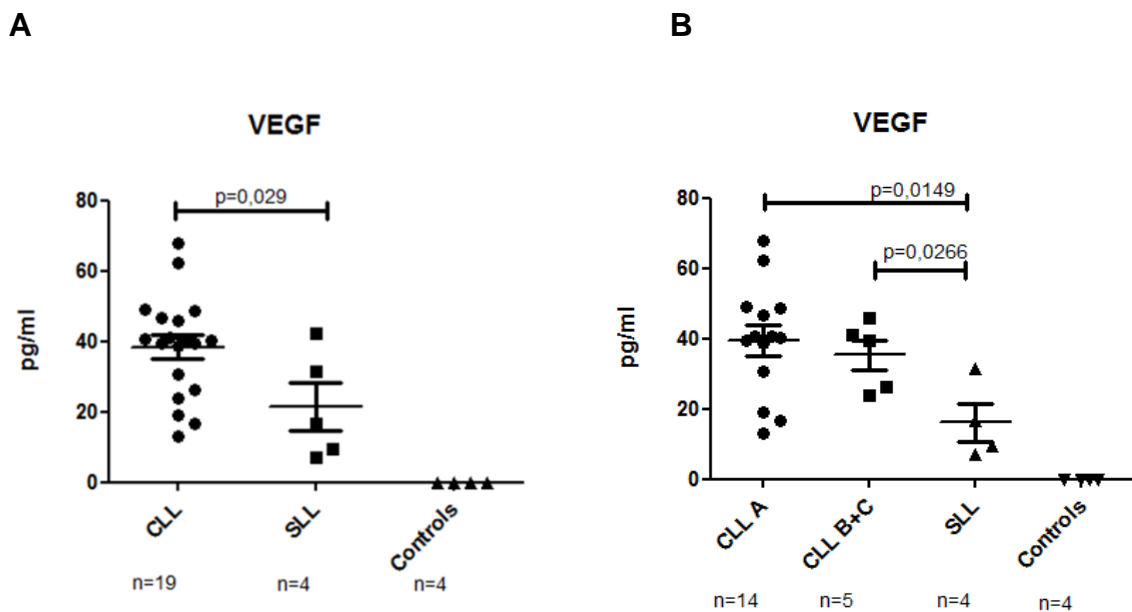 A
VEGF
80
60
40
20
0
pg/ml
p=0,029
CLL
SLL
Controls
n=19
n=4
n=4
B
VEGF
80
60
40
20
0
pg/ml
p=0,0149
p=0,0266
CLL A
CLL B+C
SLL
Controls
n=14
n=5
n=4
n=4